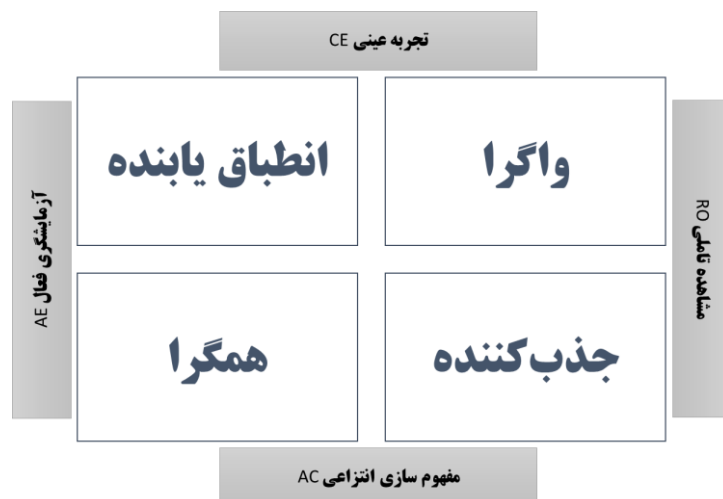 تجربه عینی CE
واگرا
انطباق یابنده
مشاهده تاملی RO
آزمایشگری فعال AE
جذب‌کننده
همگرا
مفهوم سازی انتزاعی AC